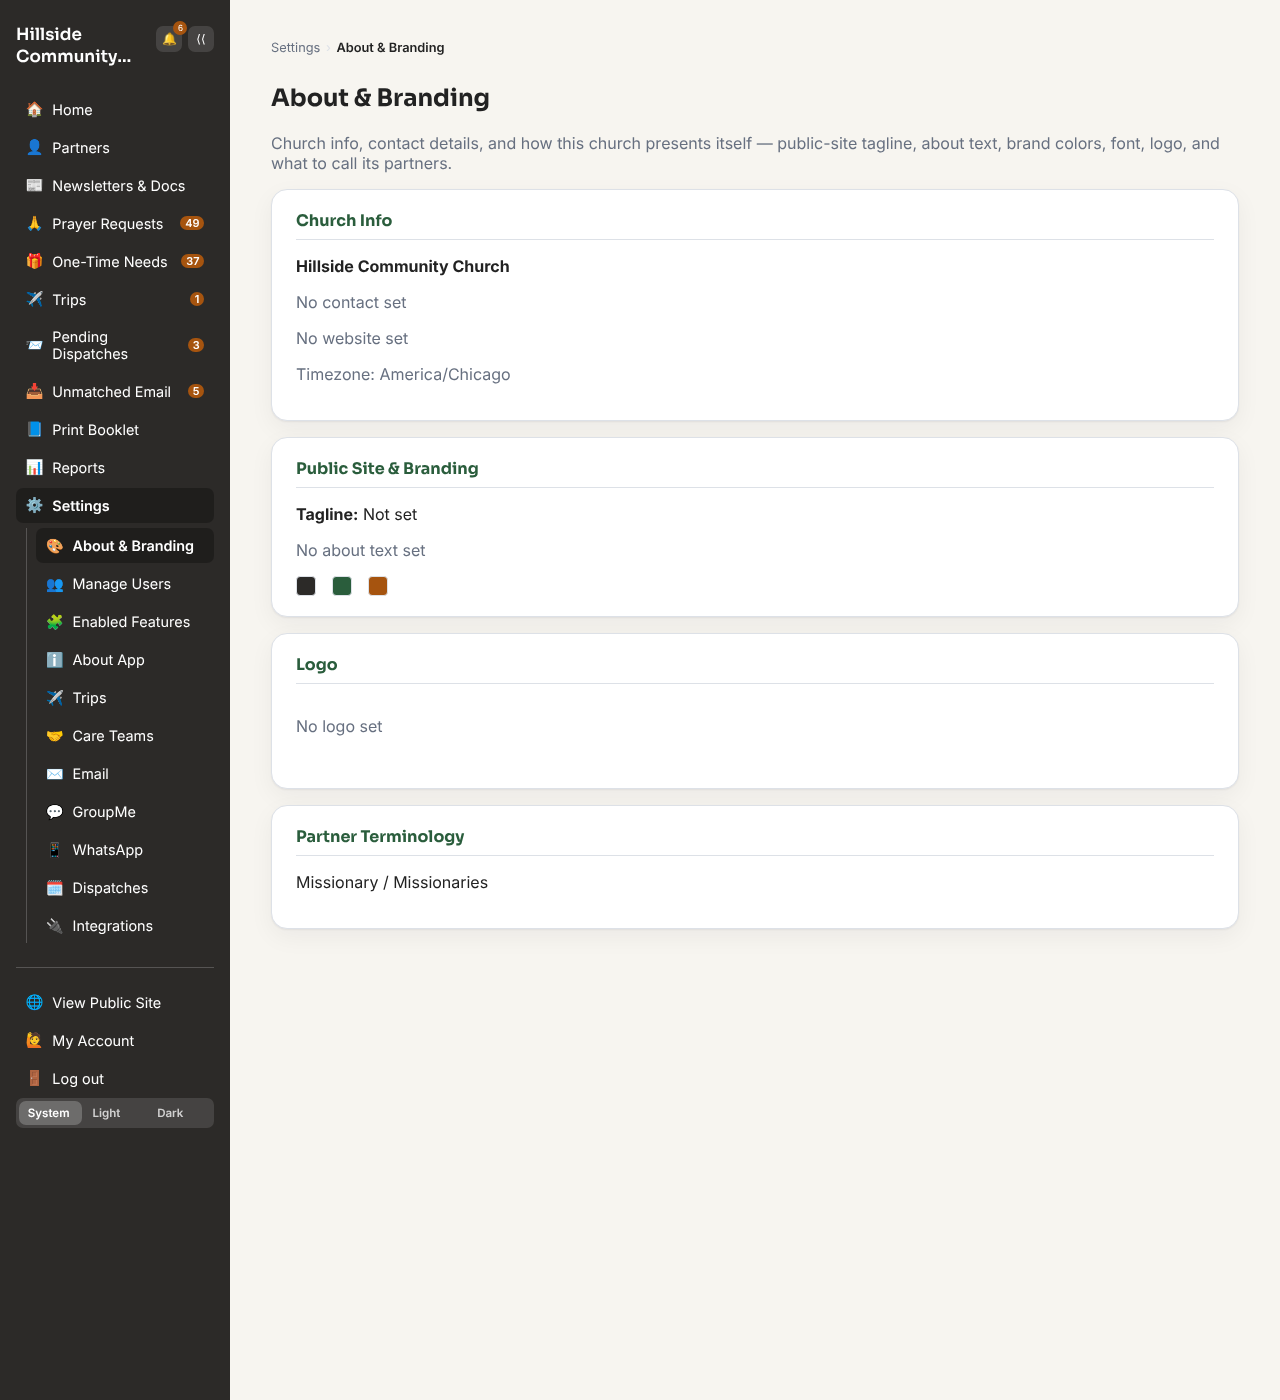 Hillside
Community...
6
⟨⟨
Home
Partners
Newsletters & Docs
Prayer Requests 49
One-Time Needs 37
Trips 1
Pending
Dispatches 3
Unmatched Email 5
Print Booklet
Reports
Settings
About & Branding
Manage Users
Enabled Features
About App
Trips
Care Teams
Email
GroupMe
WhatsApp
Dispatches
Integrations
View Public Site
My Account
Log out
System Light Dark
Settings › About & Branding
About & Branding
Church info, contact details, and how this church presents itself — public-site tagline, about text, brand colors, font, logo, and
what to call its partners.
Church Info
Hillside Community Church
No contact set
No website set
Timezone: America/Chicago
Public Site & Branding
Tagline: Not set
No about text set
Logo
No logo set
Partner Terminology
Missionary / Missionaries